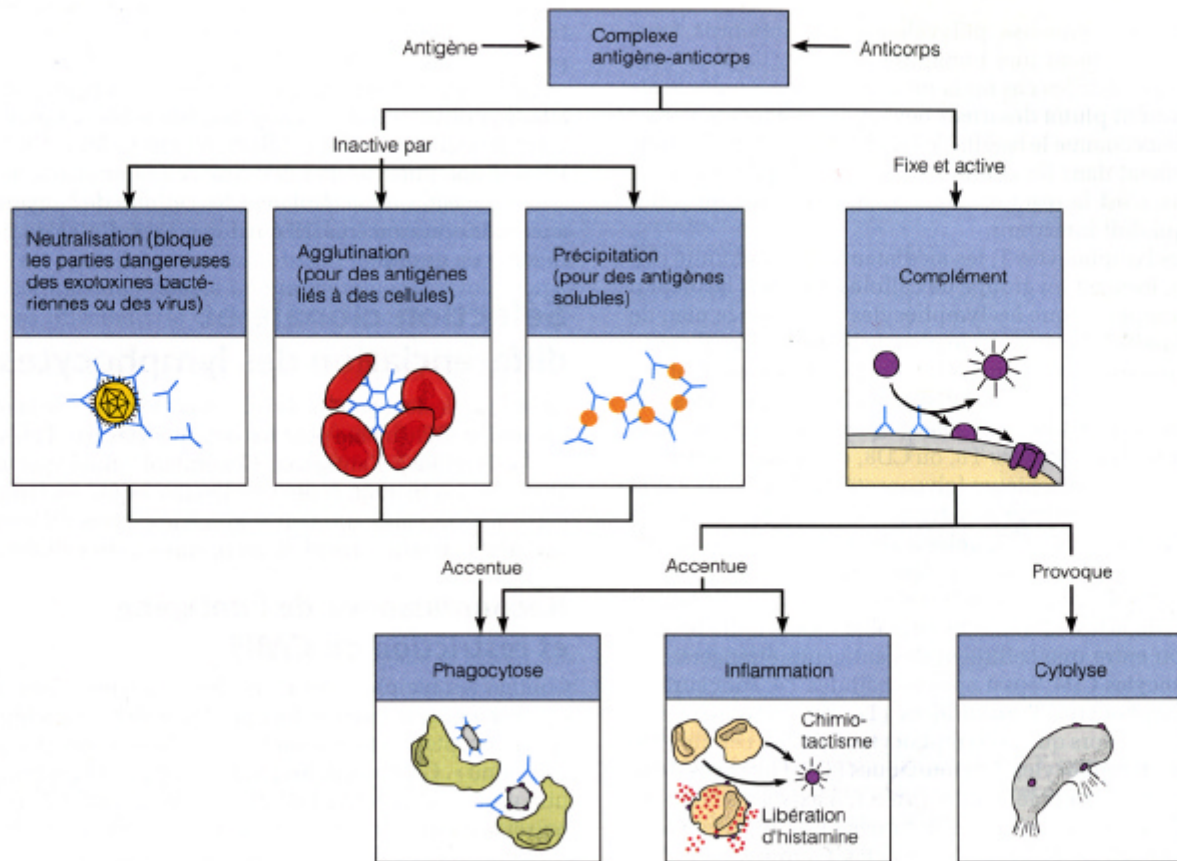 Antigène
Complexe
antigène-anticorps
Anticorps
Inactive par
Fixe et active
Neutralisation (bloque
les parties dangereuses
des exotoxines bacté-
riennes ou des virus)
Agglutination
(pour des antigènes
liés à des cellules)
Précipitation
(pour des antigènes
solubles)
Complément
Accentue
Accentue
Provoque
Phagocytose
Inflammation
Cytolyse
Chimio-
tactisme
Libération
d'histamine